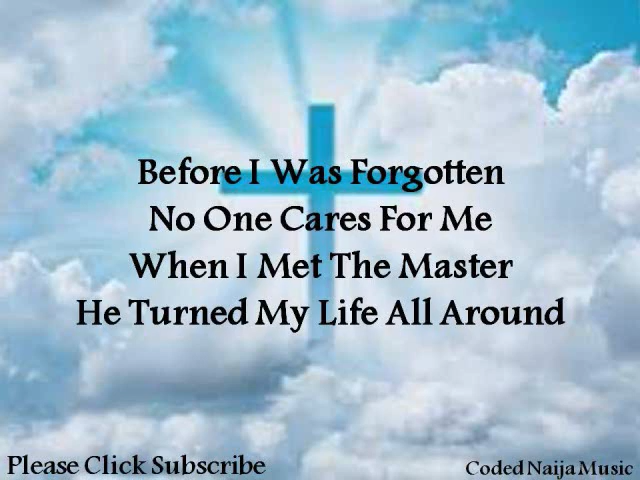 Before I Was Forgotten
No One Cares For Me
When I Met The Master
He Turned My Life All Around
Please Click Subscribe
Coded Naija Music